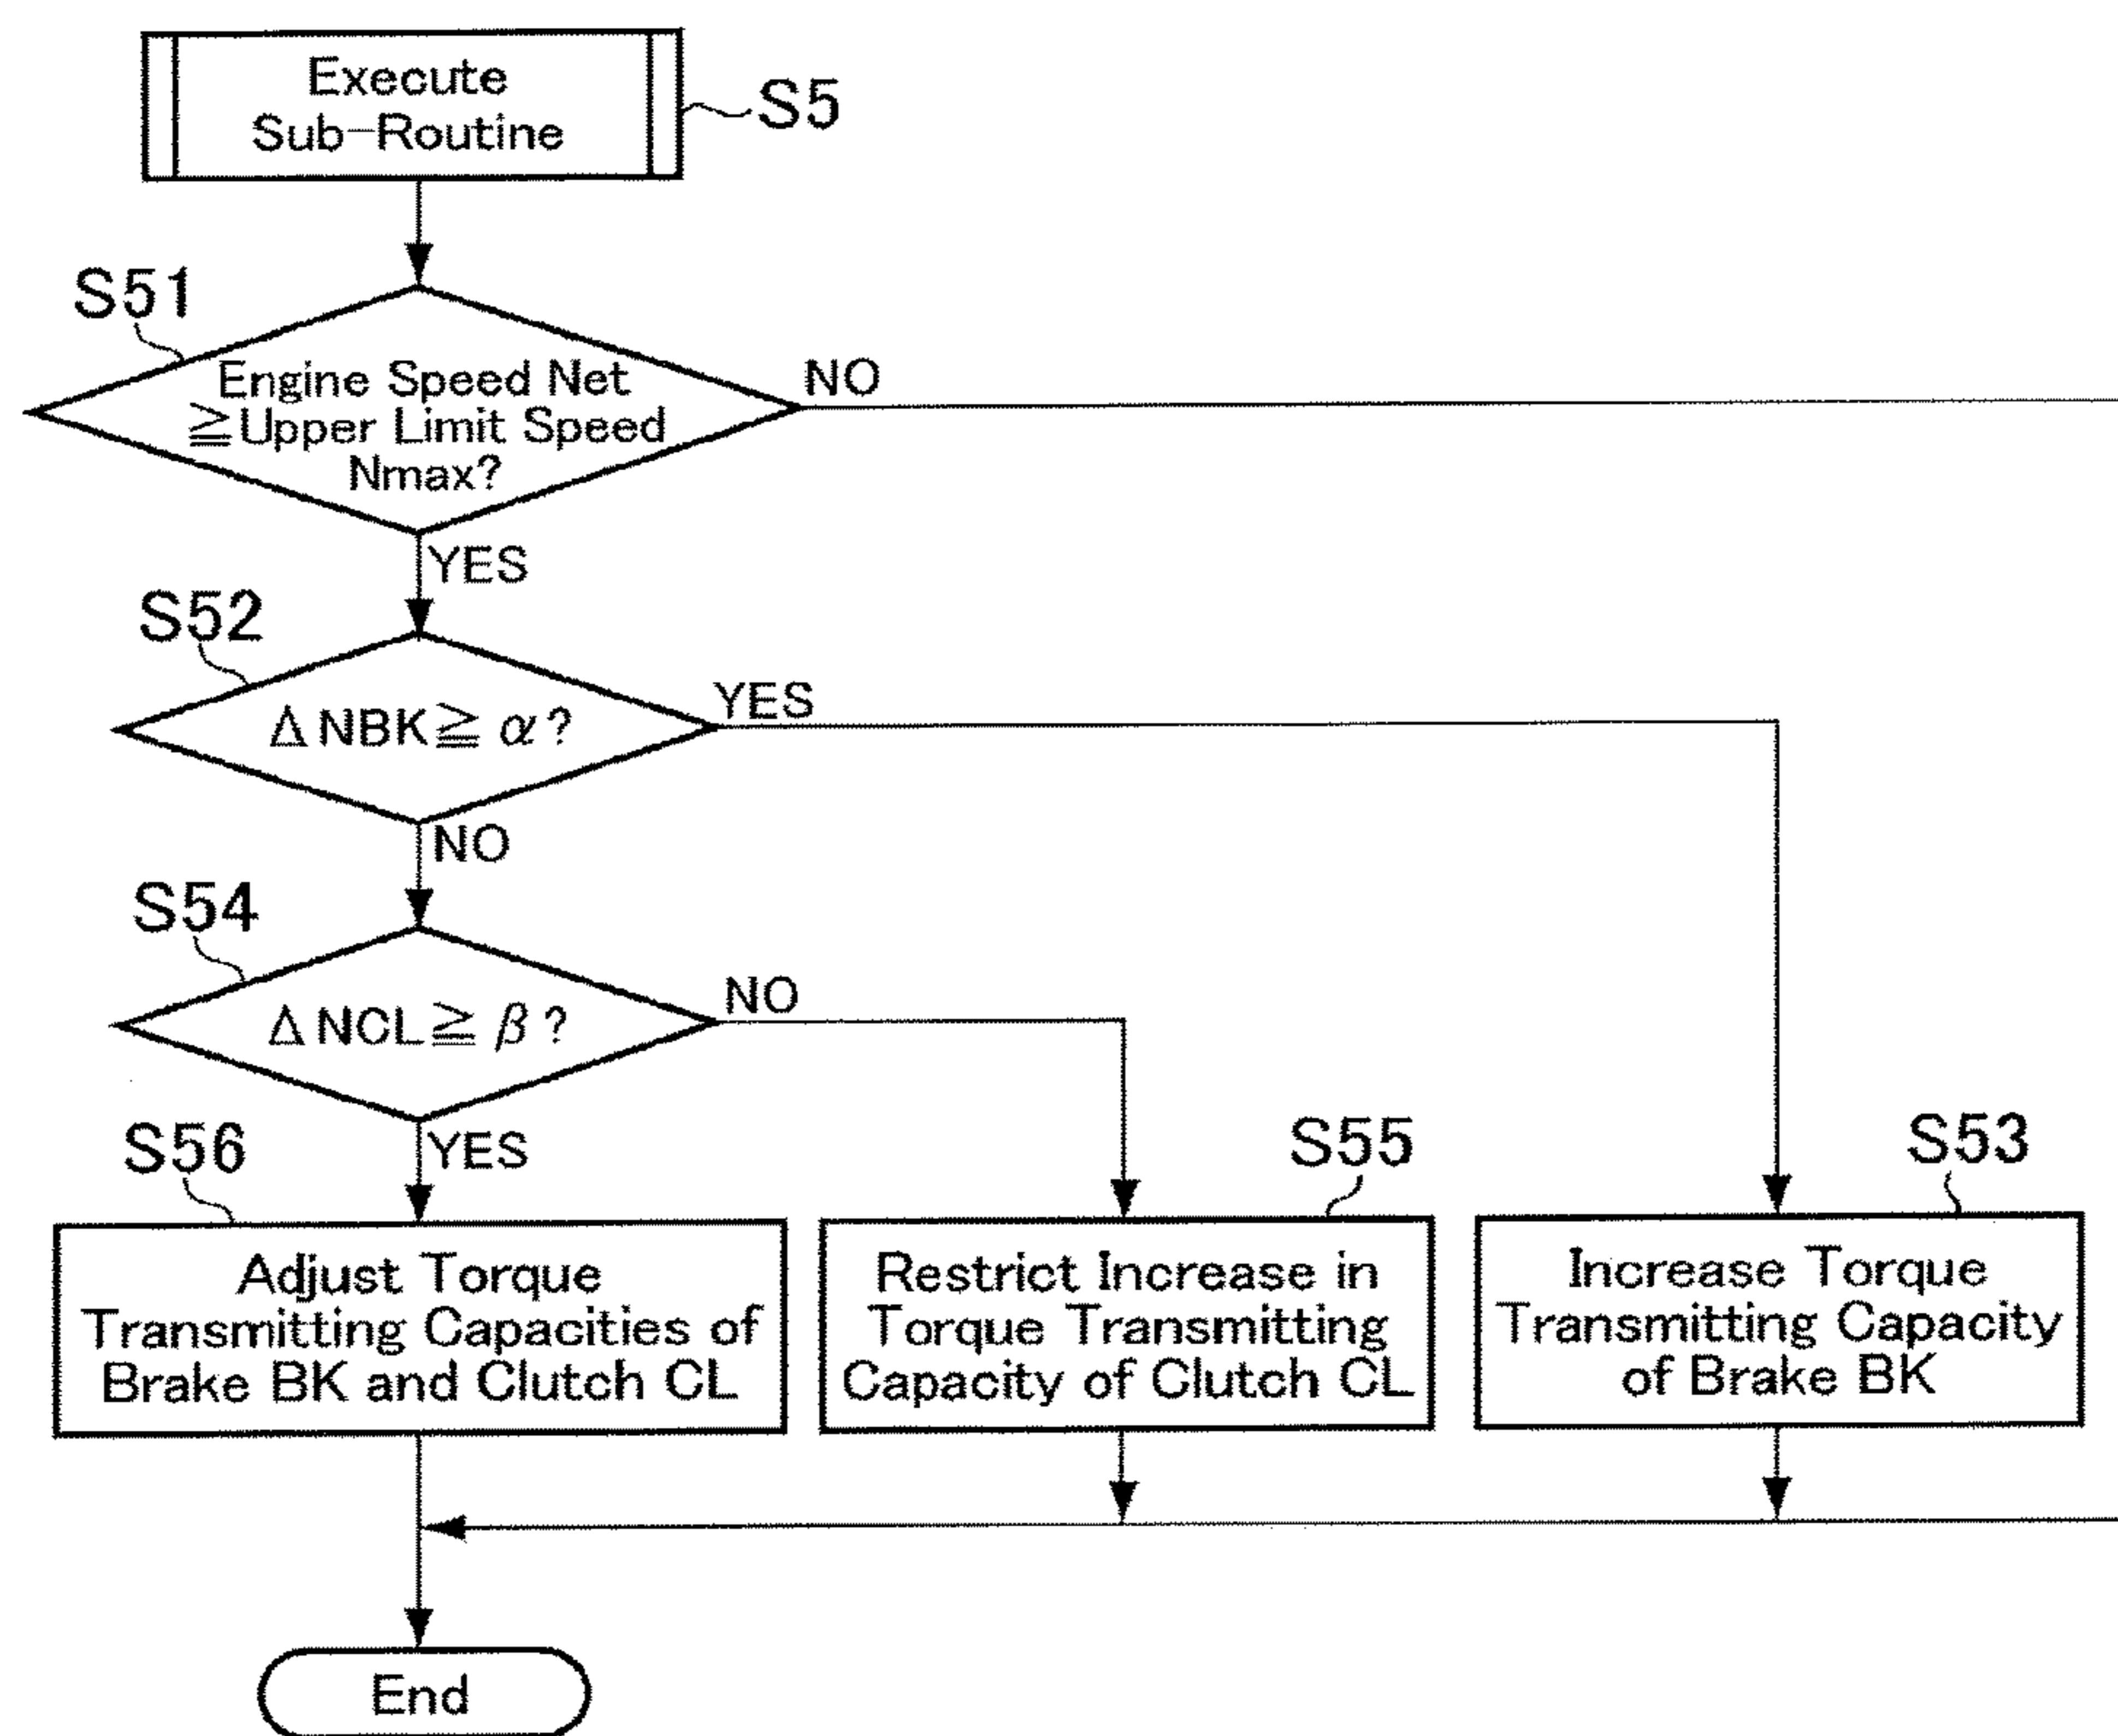 Execute
Sub-Routine
S5
S51
Engine Speed Net
≧Upper Limit Speed
Nmax?
NO
YES
S52
ΔNBK≧α?
YES
NO
S54
ΔNCL≧β?
NO
YES
S56
Adjust Torque
Transmitting Capacities of
Brake BK and Clutch CL
S55
Restrict Increase in
Torque Transmitting
Capacity of Clutch CL
S53
Increase Torque
Transmitting Capacity
of Brake BK
End